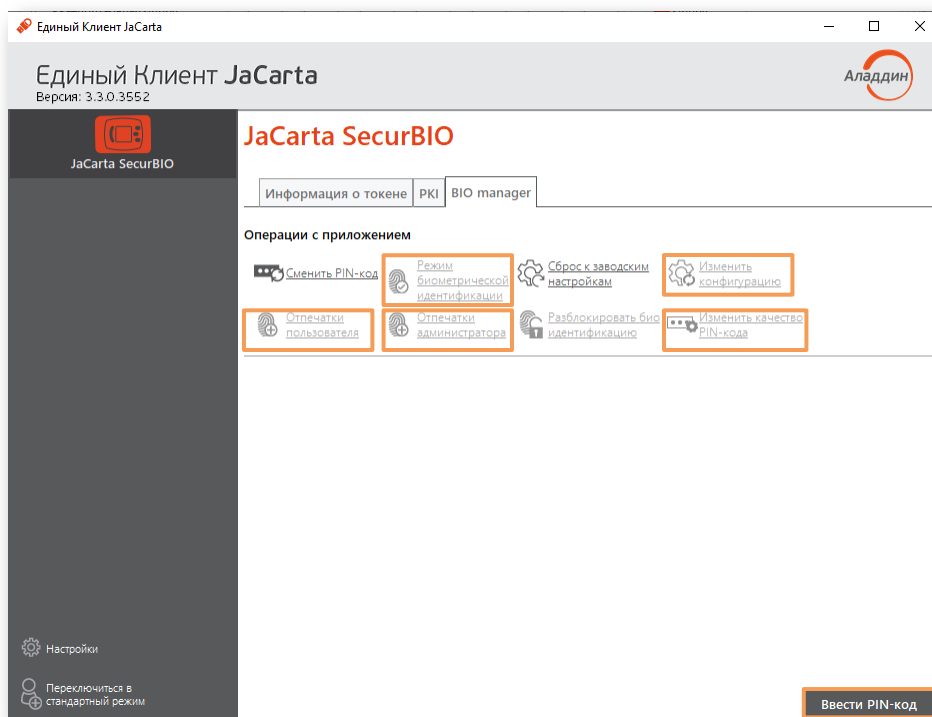 Единый Клиент JaCarta
Единый Клиент JaCarta
Версия: 3.3.0.3552
Аладдин
JaCarta SecurBIO
JaCarta SecurBIO
Информация о токене
PKI
BIO manager
Операции с приложением
Сменить PIN-код
Режим
биометрической
идентификации
Сброс к заводским
настройкам
Изменить
конфигурацию
Отпечатки
пользователя
Отпечатки
администратора
Разблокировать био
идентификацию
Изменить качество
PIN-кода
Настройки
Переключиться в
стандартный режим
Ввести PIN-код